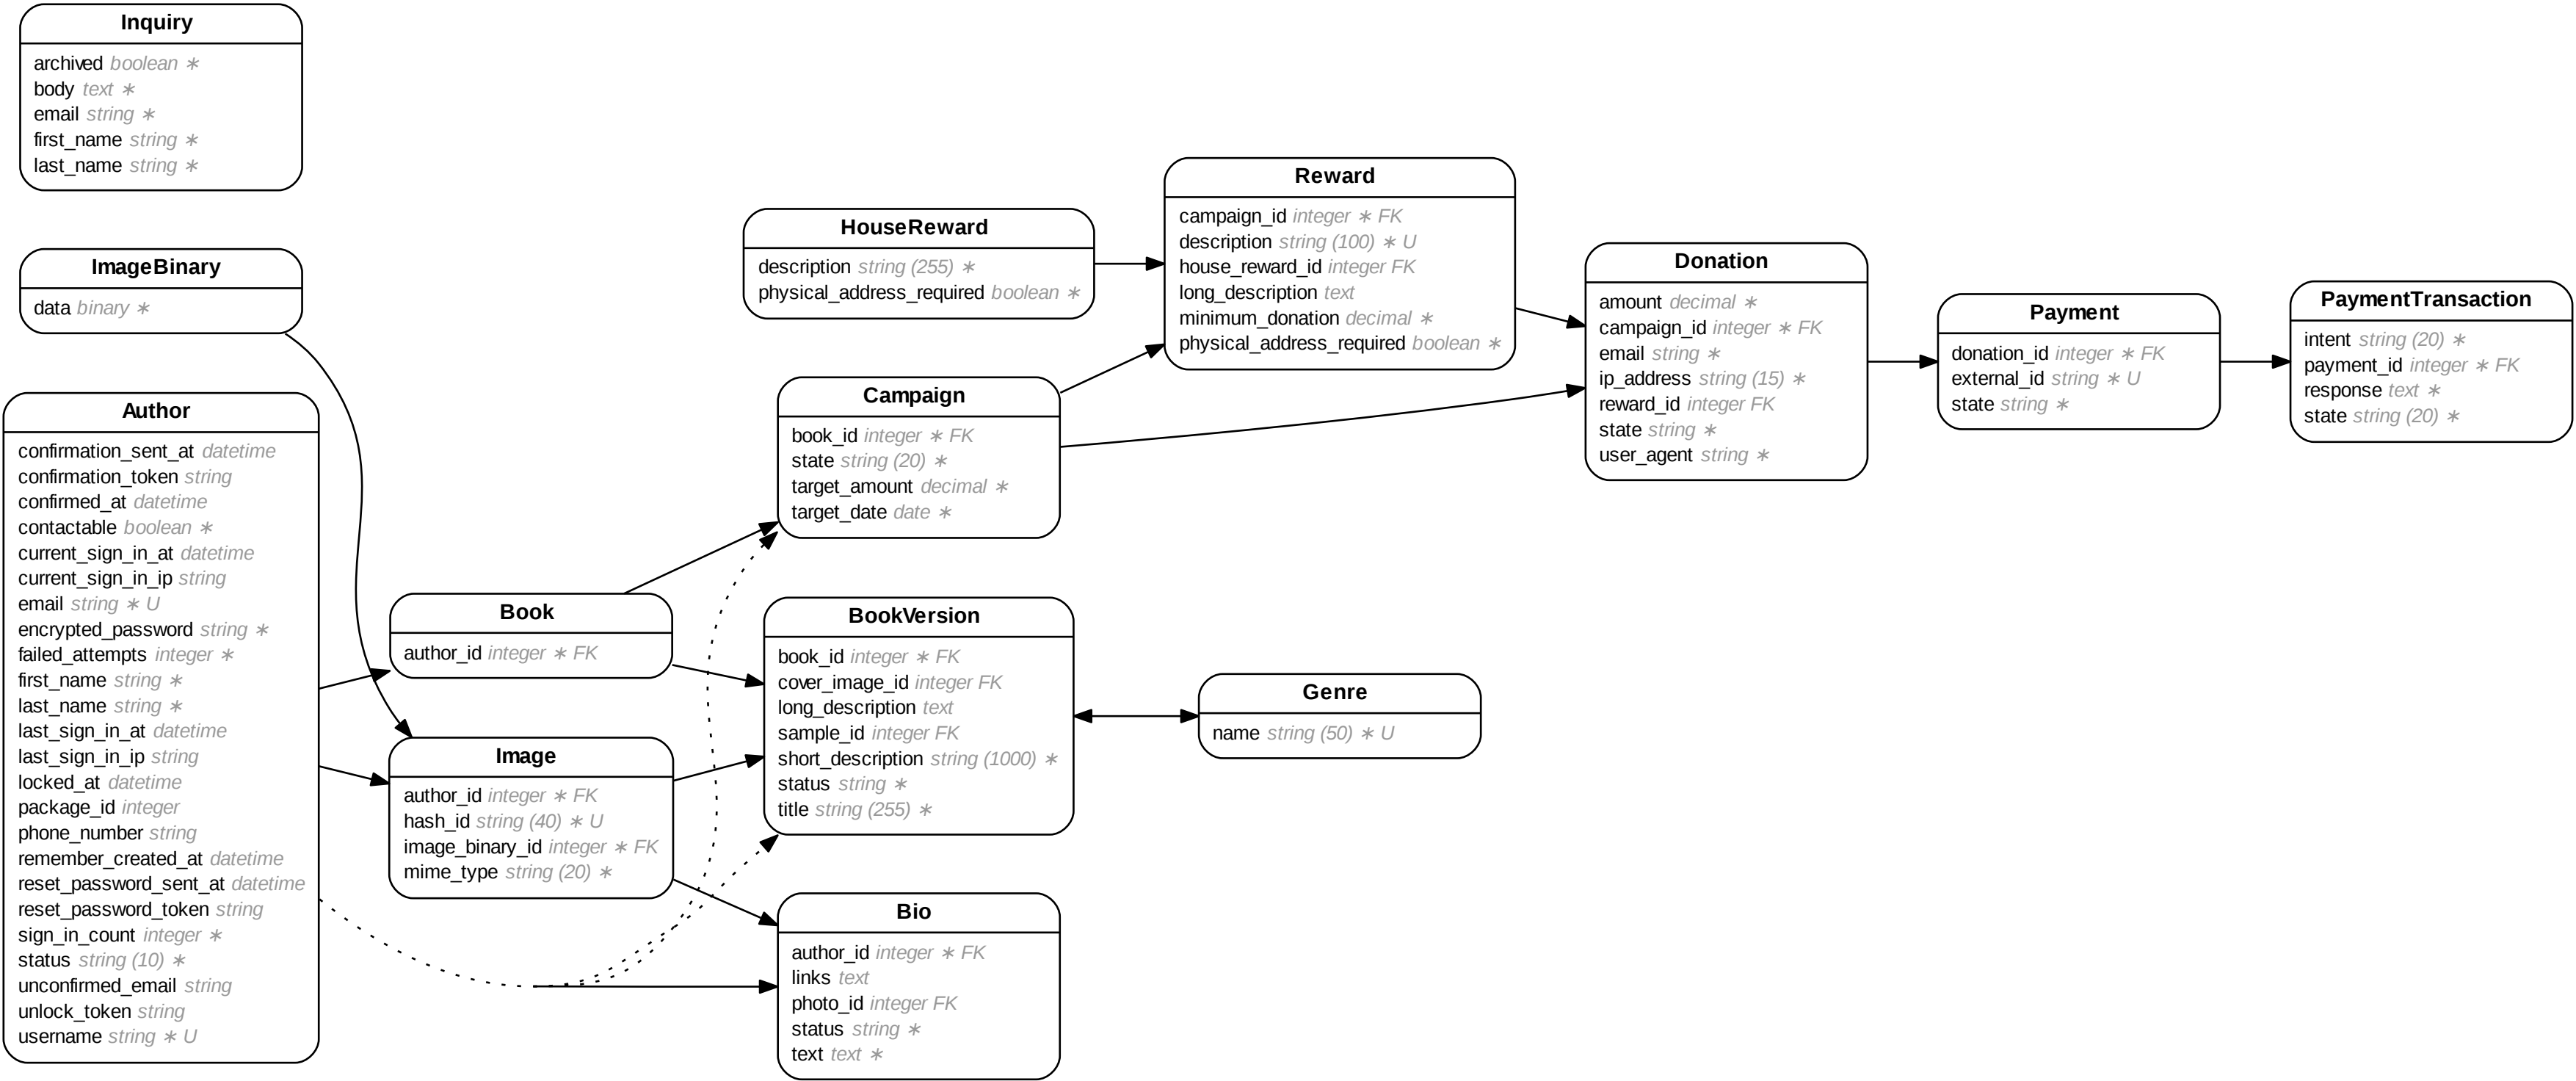 Inquiry
archived boolean ∗
body text ∗
email string ∗
first_name string ∗
last_name string ∗
ImageBinary
data binary ∗
Author
confirmation_sent_at datetime
confirmation_token string
confirmed_at datetime
contactable boolean ∗
current_sign_in_at datetime
current_sign_in_ip string
email string ∗ U
encrypted_password string ∗
failed_attempts integer ∗
first_name string ∗
last_name string ∗
last_sign_in_at datetime
last_sign_in_ip string
locked_at datetime
package_id integer
phone_number string
remember_created_at datetime
reset_password_sent_at datetime
reset_password_token string
sign_in_count integer ∗
status string (10) ∗
unconfirmed_email string
unlock_token string
username string ∗ U
Book
author_id integer ∗ FK
Image
author_id integer ∗ FK
hash_id string (40) ∗ U
image_binary_id integer ∗ FK
mime_type string (20) ∗
HouseReward
description string (255) ∗
physical_address_required boolean ∗
Campaign
book_id integer ∗ FK
state string (20) ∗
target_amount decimal ∗
target_date date ∗
BookVersion
book_id integer ∗ FK
cover_image_id integer FK
long_description text
sample_id integer FK
short_description string (1000) ∗
status string ∗
title string (255) ∗
Bio
author_id integer ∗ FK
links text
photo_id integer FK
status string ∗
text text ∗
Reward
campaign_id integer ∗ FK
description string (100) ∗ U
house_reward_id integer FK
long_description text
minimum_donation decimal ∗
physical_address_required boolean ∗
Genre
name string (50) ∗ U
Donation
amount decimal ∗
campaign_id integer ∗ FK
email string ∗
ip_address string (15) ∗
reward_id integer FK
state string ∗
user_agent string ∗
Payment
donation_id integer ∗ FK
external_id string ∗ U
state string ∗
PaymentTransaction
intent string (20) ∗
payment_id integer ∗ FK
response text ∗
state string (20) ∗